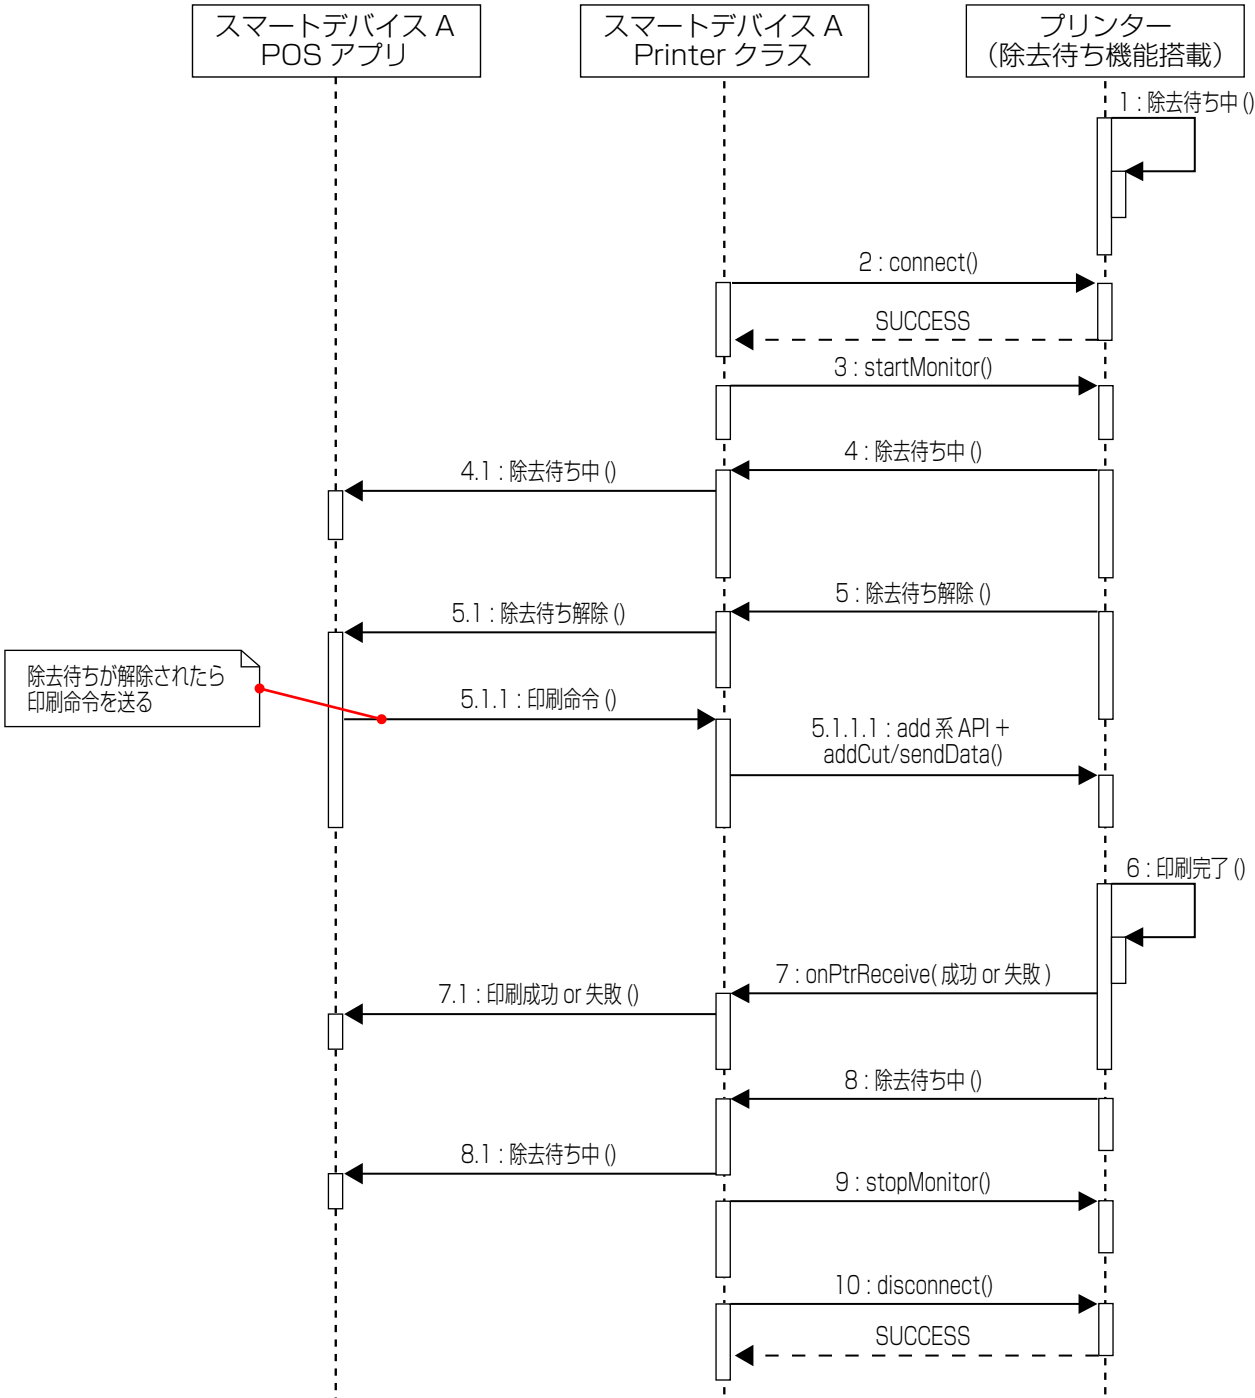 スマートデバイス A
POS アプリ
スマートデバイス A
Printer クラス
プリンター
（除去待ち機能搭載）
1 : 除去待ち中 ()
2 : connect()
SUCCESS
3 : startMonitor()
4 : 除去待ち中 ()
4.1 : 除去待ち中 ()
5 : 除去待ち解除 ()
5.1 : 除去待ち解除 ()
除去待ちが解除されたら
印刷命令を送る
5.1.1 : 印刷命令 ()
5.1.1.1 : add 系 API +
addCut/sendData()
6 : 印刷完了 ()
7 : onPtrReceive( 成功 or 失敗 )
7.1 : 印刷成功 or 失敗 ()
8 : 除去待ち中 ()
8.1 : 除去待ち中 ()
9 : stopMonitor()
10 : disconnect()
SUCCESS